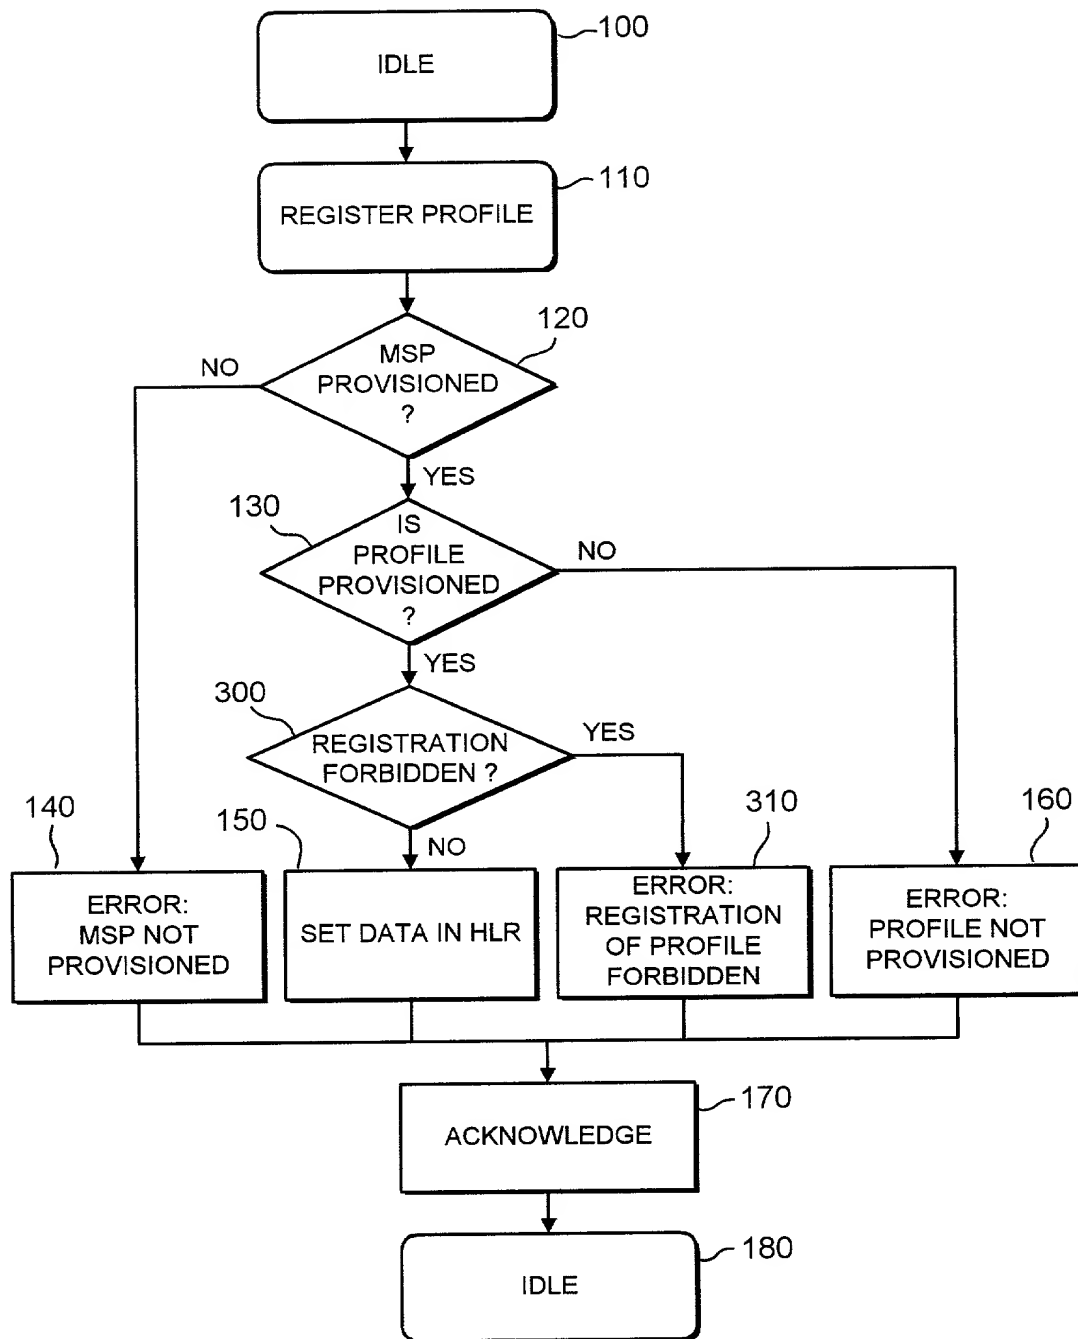 100
IDLE
110
REGISTER PROFILE
120
NO
MSP
PROVISIONED
?
YES
130
IS
PROFILE
PROVISIONED
?
NO
YES
300
REGISTRATION
FORBIDDEN ?
YES
NO
140
ERROR:
MSP NOT
PROVISIONED
150
SET DATA IN HLR
310
ERROR:
REGISTRATION
OF PROFILE
FORBIDDEN
160
ERROR:
PROFILE NOT
PROVISIONED
170
ACKNOWLEDGE
180
IDLE